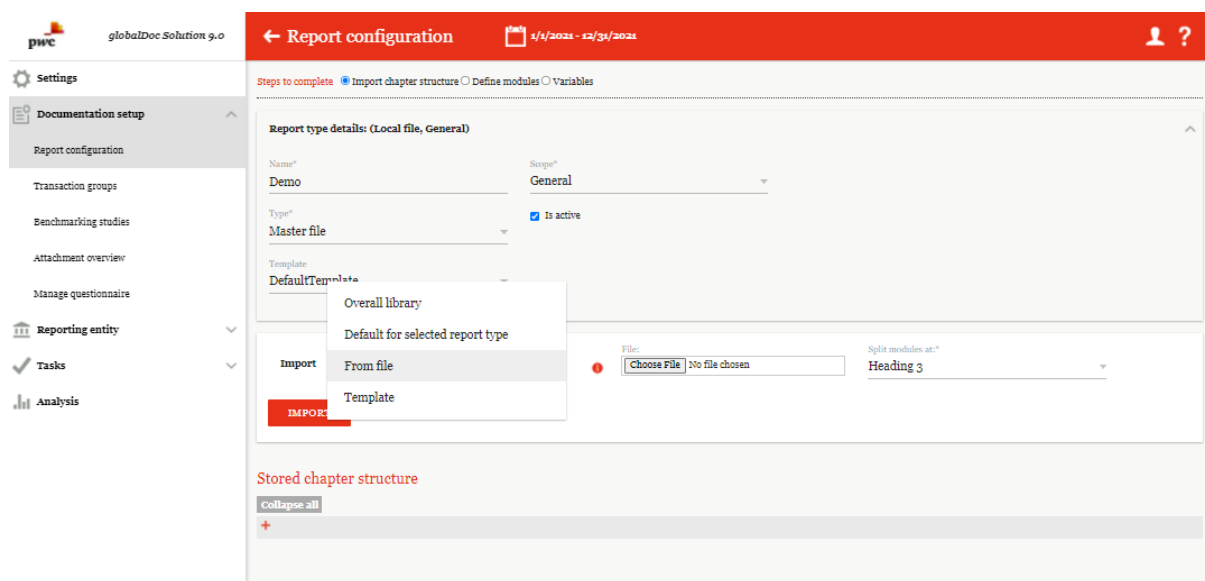 pwc
globalDoc Solution 9.0
Report configuration
1/1/2021 - 12/31/2021
?
Settings
Documentation setup
Report configuration
Transaction groups
Benchmarking studies
Attachment overview
Manage questionnaire
Reporting entity
Tasks
Analysis
Steps to complete Import chapter structure Define modules Variables
Report type details: (Local file, General)
Name* Scope*
Demo General
Type* Is active
Master file
Template
DefaultTemplate
Overall library
Default for selected report type
From file
Template
Import
File: Split modules at:*
Choose File No file chosen Heading 3
IMPORT
Stored chapter structure
Collapse all
+